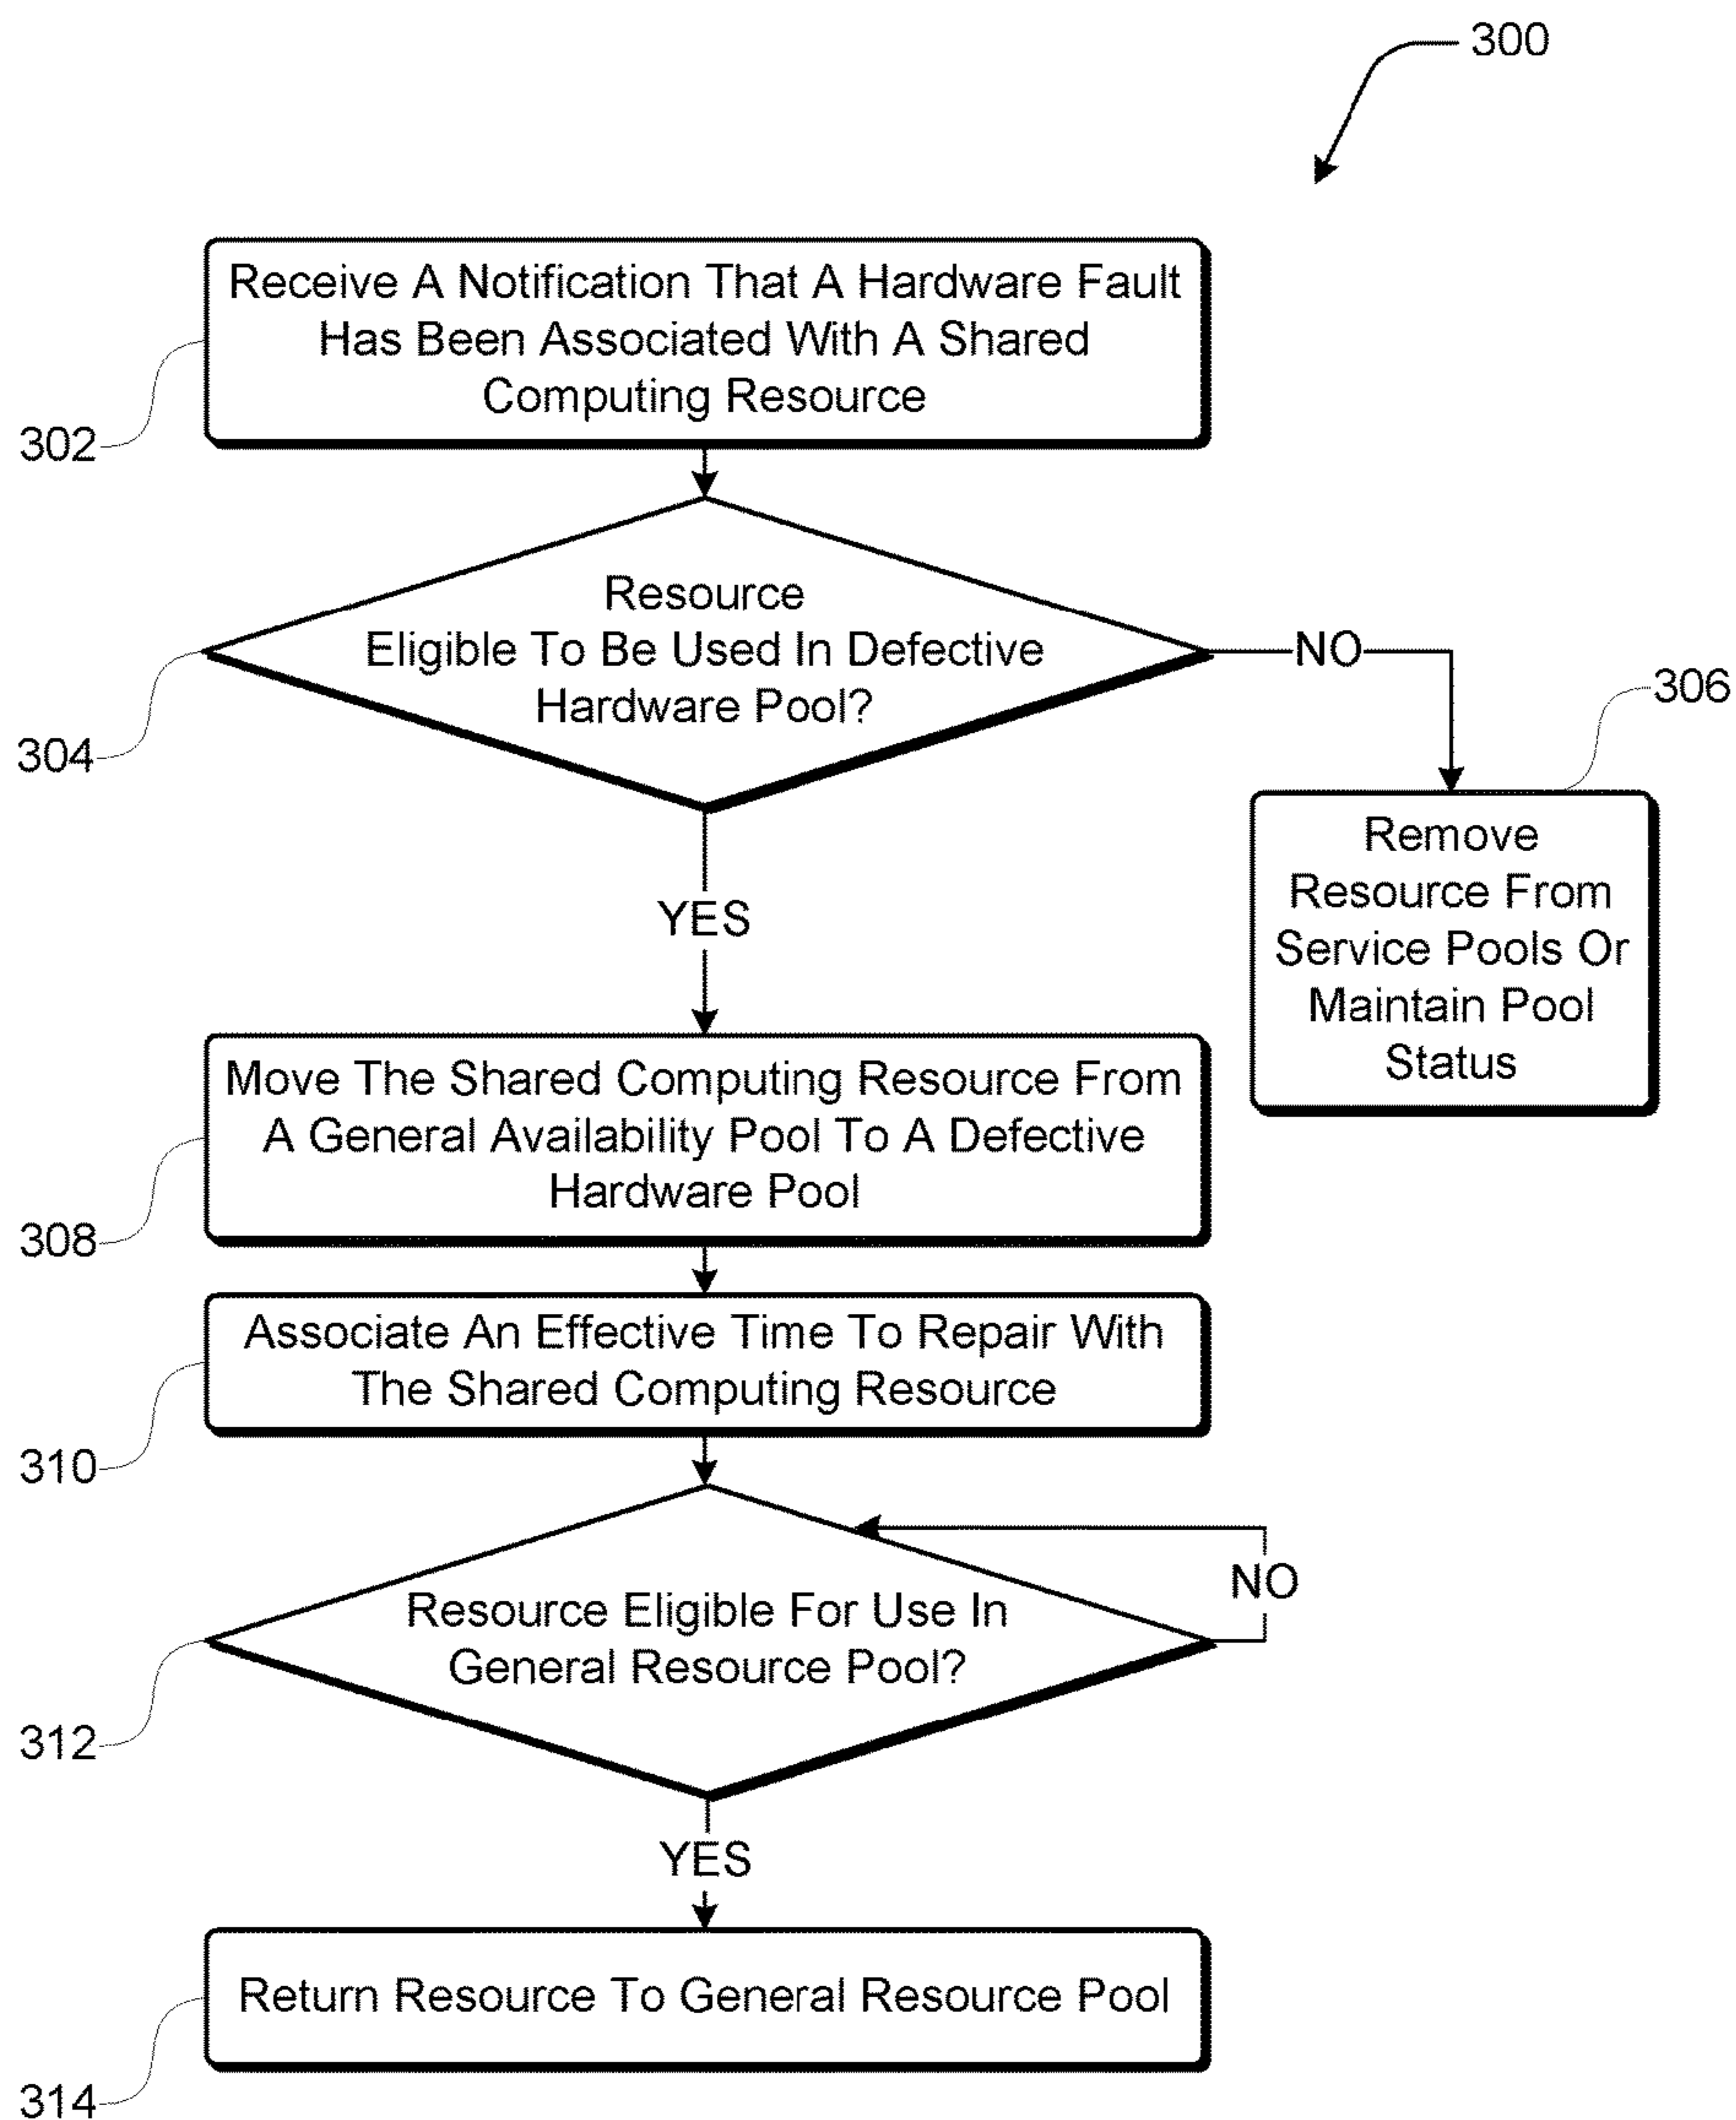 300
Receive A Notification That A Hardware Fault
Has Been Associated With A Shared
Computing Resource
302
Resource
Eligible To Be Used In Defective
Hardware Pool?
304
NO
306
Remove
Resource From
Service Pools Or
Maintain Pool
Status
YES
Move The Shared Computing Resource From
A General Availability Pool To A Defective
Hardware Pool
308
Associate An Effective Time To Repair With
The Shared Computing Resource
310
NO
Resource Eligible For Use In
General Resource Pool?
312
YES
Return Resource To General Resource Pool
314